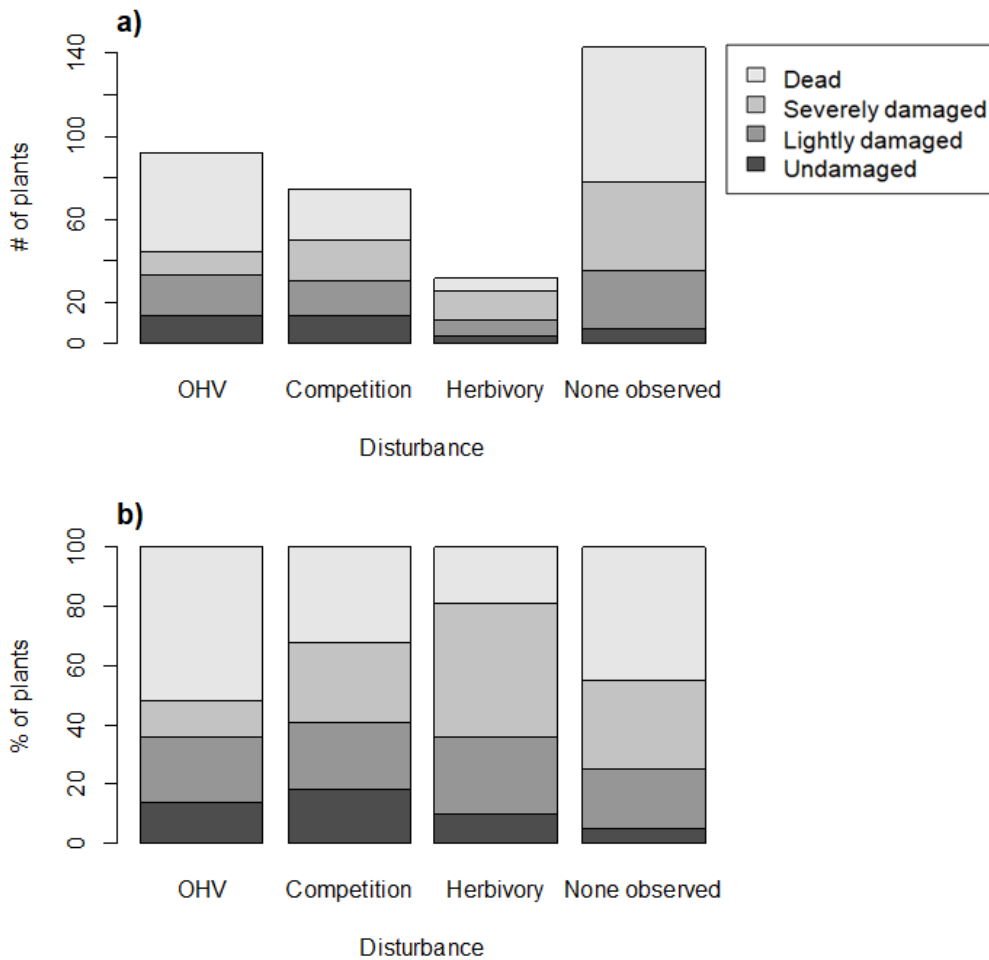 a)
140
100
60
20
0
# of plants
Dead
Severely damaged
Lightly damaged
Undamaged
OHV Competition Herbivory None observed
Disturbance
b)
100
80
60
40
20
0
% of plants
OHV Competition Herbivory None observed
Disturbance